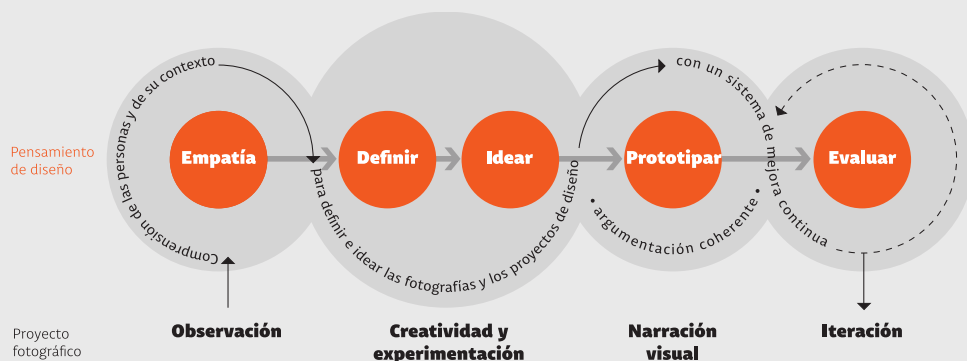 Pensamiento
de diseño
Empatía
Definir
Idear
Prototipar
Evaluar
Comprensión de las personas y de su contexto
para definir e idear las fotografías y los proyectos de diseño
• argumentación coherente •
con un sistema de mejora continua
Proyecto
fotográfico
Observación
Creatividad y
experimentación
Narración
visual
Iteración